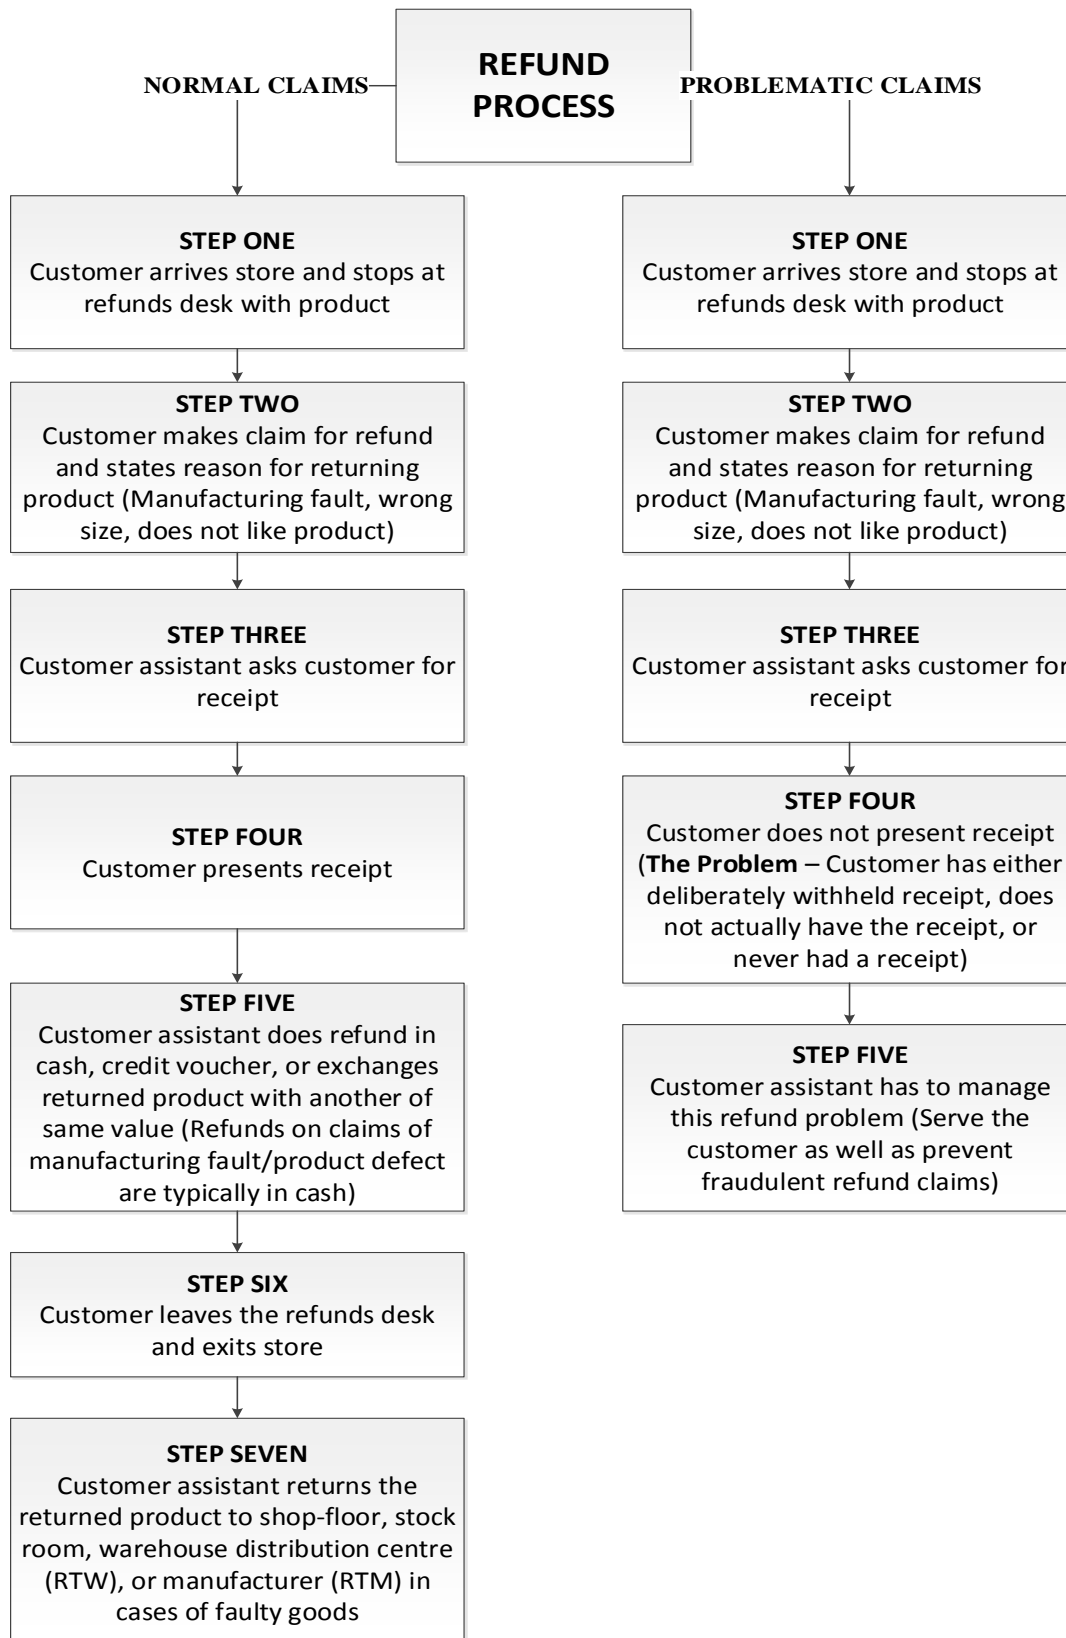 REFUND
PROCESS
NORMAL CLAIMS
PROBLEMATIC CLAIMS
STEP ONE
Customer arrives store and stops at
refunds desk with product
STEP TWO
Customer makes claim for refund
and states reason for returning
product (Manufacturing fault, wrong
size, does not like product)
STEP THREE
Customer assistant asks customer for
receipt
STEP FOUR
Customer presents receipt
STEP FIVE
Customer assistant does refund in
cash, credit voucher, or exchanges
returned product with another of
same value (Refunds on claims of
manufacturing fault/product defect
are typically in cash)
STEP SIX
Customer leaves the refunds desk
and exits store
STEP SEVEN
Customer assistant returns the
returned product to shop-floor, stock
room, warehouse distribution centre
(RTW), or manufacturer (RTM) in
cases of faulty goods
STEP ONE
Customer arrives store and stops at
refunds desk with product
STEP TWO
Customer makes claim for refund
and states reason for returning
product (Manufacturing fault, wrong
size, does not like product)
STEP THREE
Customer assistant asks customer for
receipt
STEP FOUR
Customer does not present receipt
(The Problem – Customer has either
deliberately withheld receipt, does
not actually have the receipt, or
never had a receipt)
STEP FIVE
Customer assistant has to manage
this refund problem (Serve the
customer as well as prevent
fraudulent refund claims)